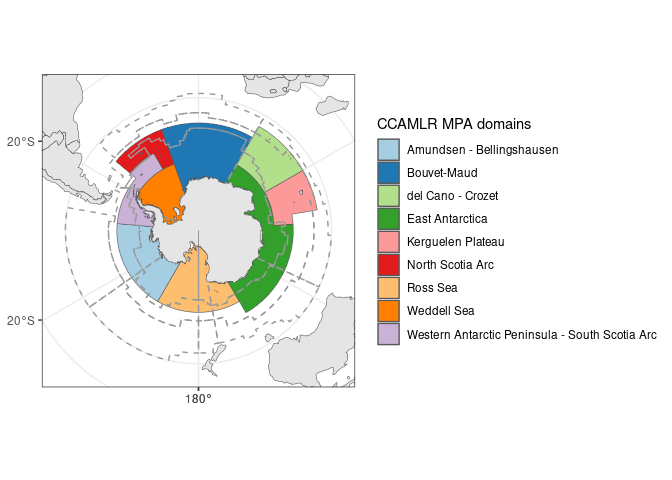 CCAMLR MPA domains
Amundsen - Bellingshausen
Bouvet-Maud
del Cano - Crozet
East Antarctica
Kerguelen Plateau
North Scotia Arc
Ross Sea
Weddell Sea
Western Antarctic Peninsula - South Scotia Arc
20°S
20°S
180°